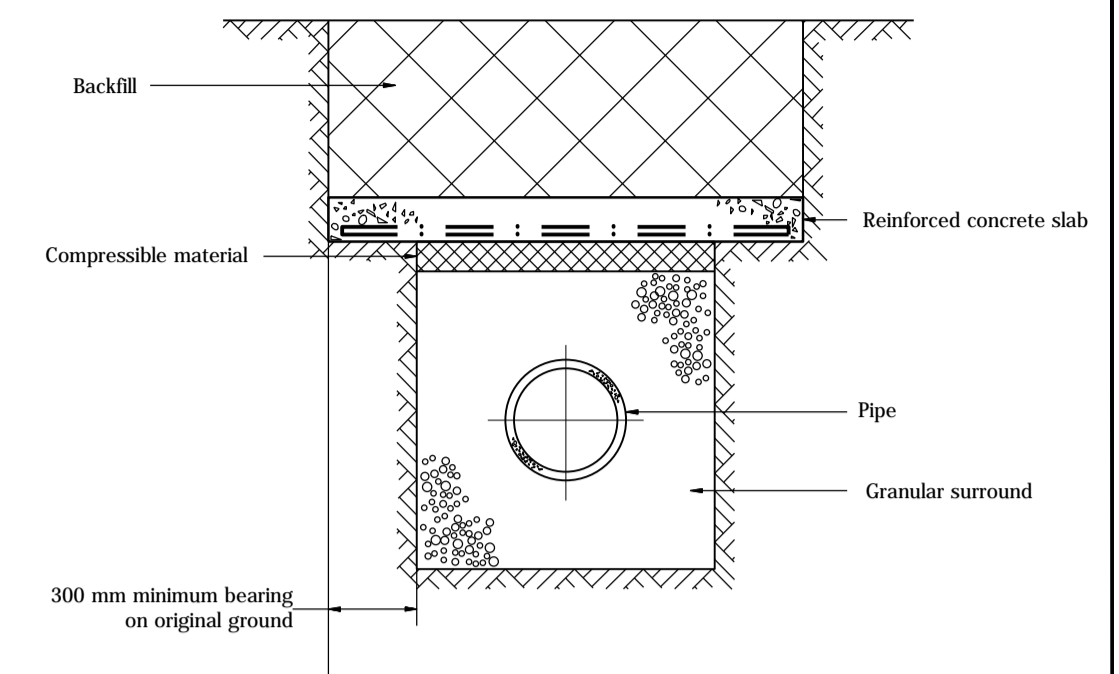 Backfill
Reinforced concrete slab
Compressible material
Pipe
Granular surround
300 mm minimum bearing
on original ground